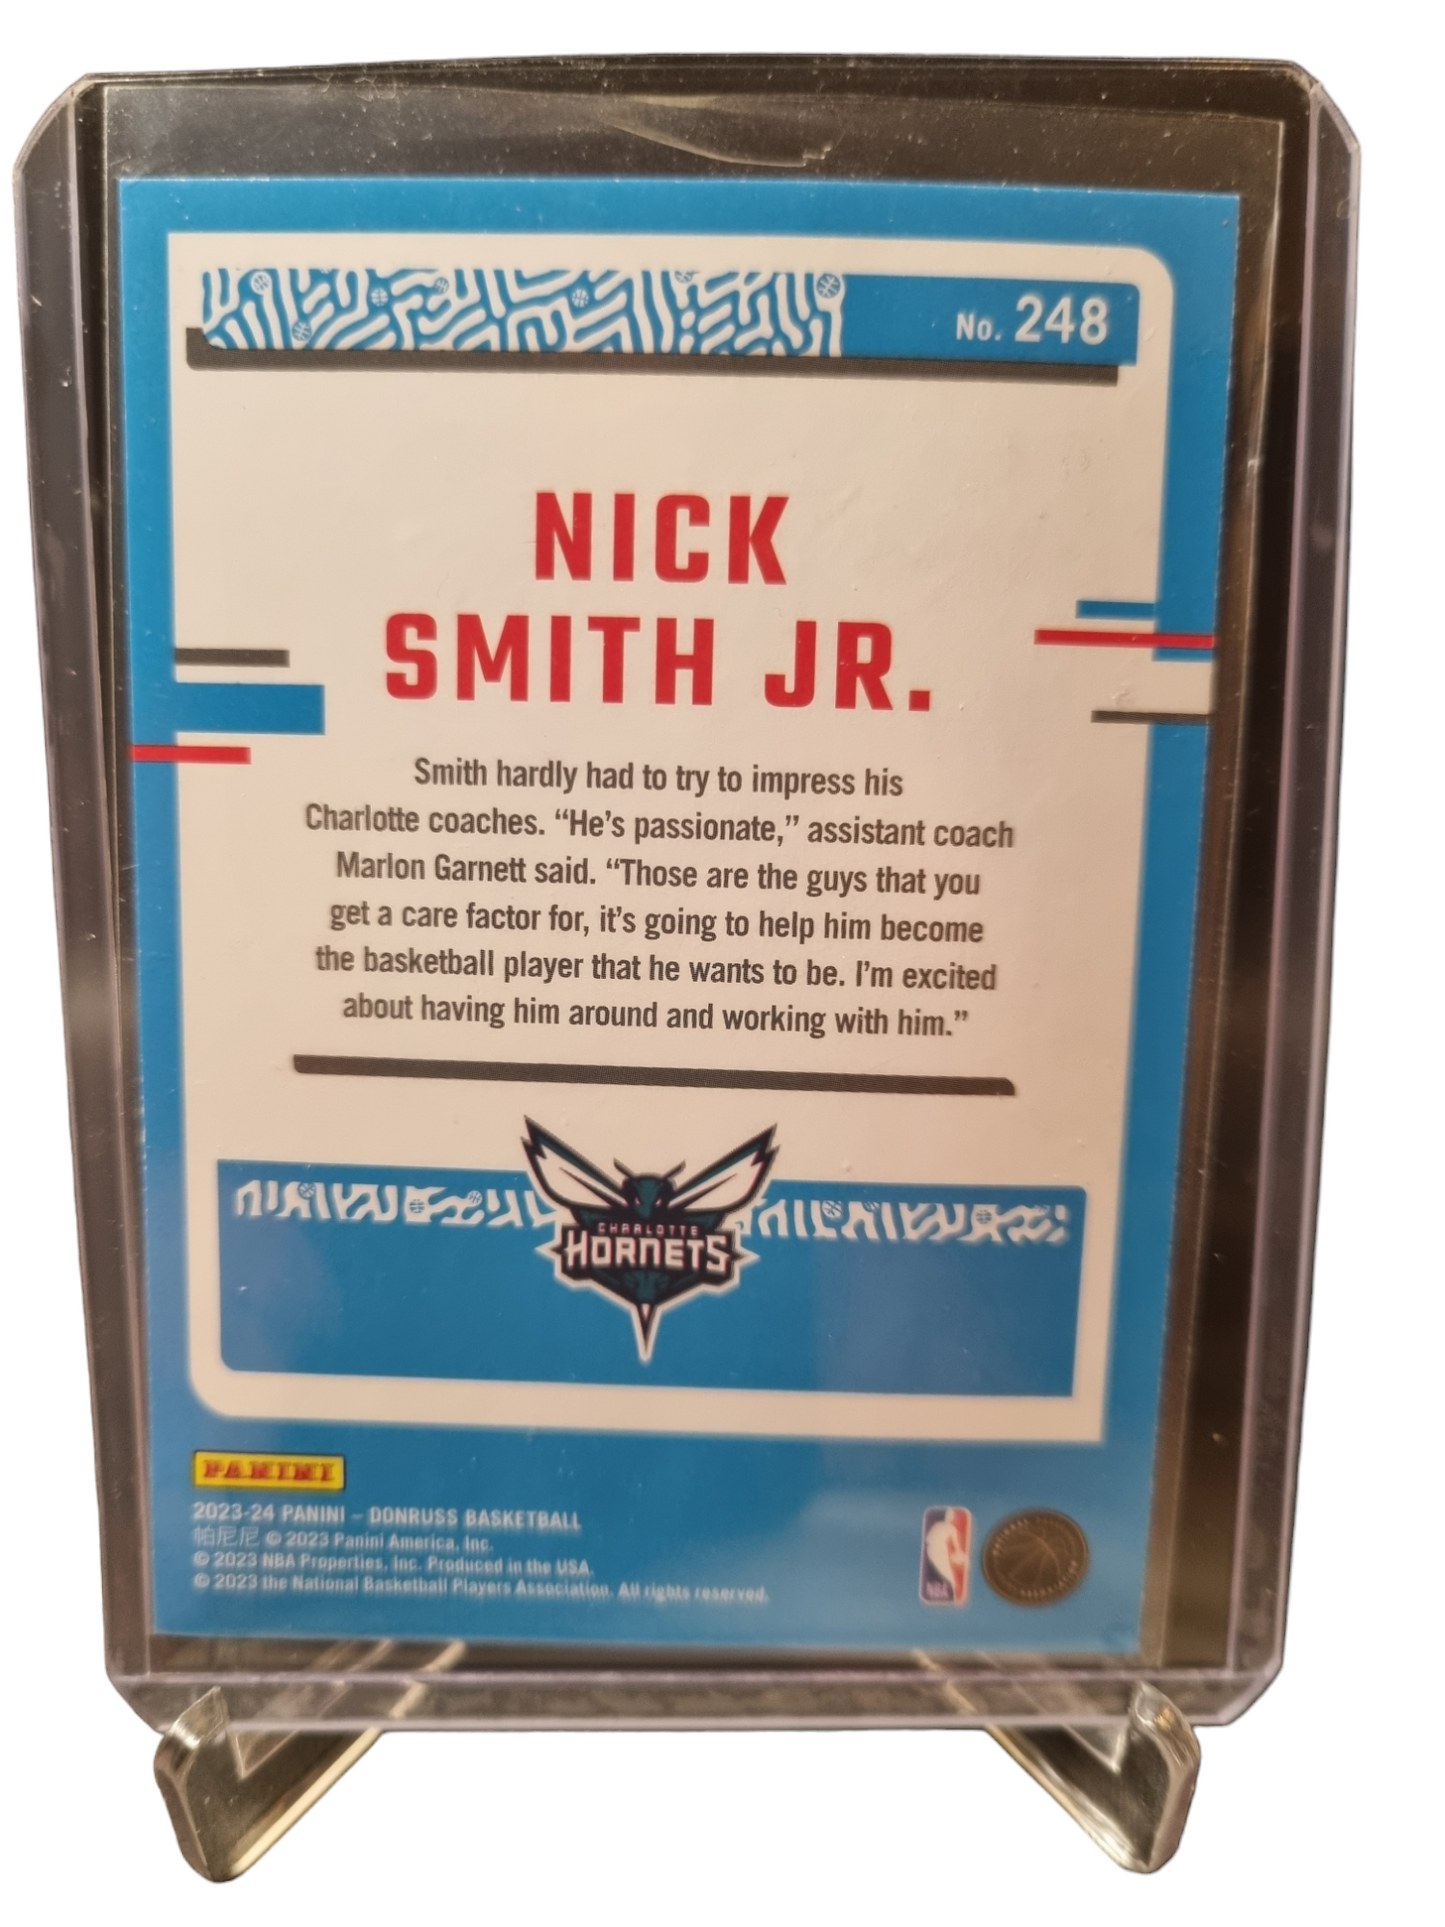 No. 248
NICK
SMITH JR.
Smith hardly had to try to impress his
Charlotte coaches. “He’s passionate,” assistant coach
Marlon Garnett said. “Those are the guys that you
get a care factor for, it’s going to help him become
the basketball player that he wants to be. I’m excited
about having him around and working with him.”
CHARLOTTE
HORNETS
PANINI
2023-24 PANINI – DONRUSS BASKETBALL
帕尼尼 © 2023 Panini America, Inc.
© 2023 NBA Properties, Inc. Produced in the USA.
© 2023 the National Basketball Players Association. All rights reserved.
NBA